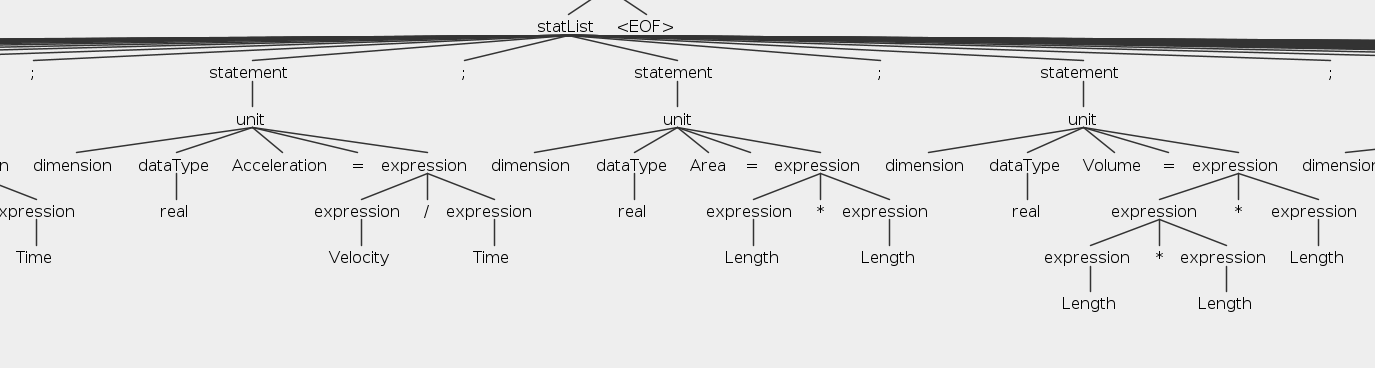 statList <EOF>
; statement ; statement ; statement ;
unit unit unit
dimension dataType Acceleration = expression dimension dataType Area = expression dimension dataType Volume = expression dimension
real expression / expression real expression * expression real expression * expression
Time Velocity Time Length Length expression * expression Length
Length Length